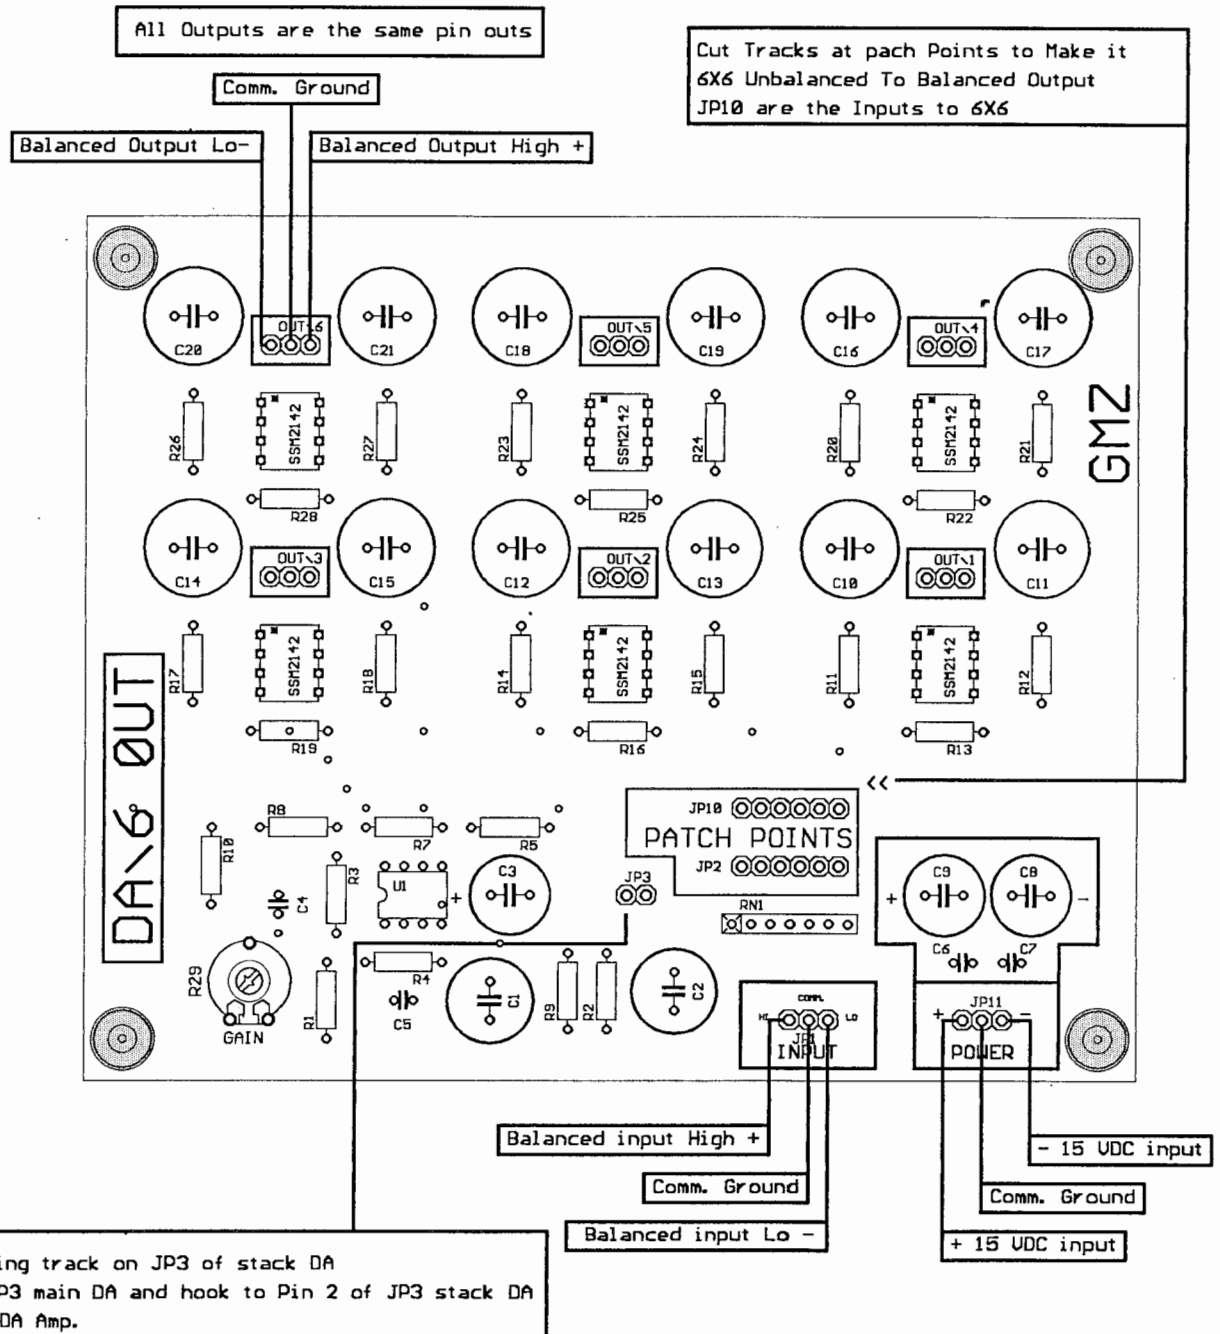 All Outputs are the same pin outs
Cut Tracks at pach Points to Make it
6X6 Unbalanced To Balanced Output
JP10 are the Inputs to 6X6
Comm. Ground
Balanced Output Lo-
Balanced Output High +
C20
OUT\6
C21
C18
OUT\5
C19
C16
OUT\4
C17
R26
SSM2142
R27
R23
SSM2142
R24
R20
SSM2142
R21
GMZ
R28
R25
R22
C14
OUT\3
C15
C12
OUT\2
C13
C10
OUT\1
C11
R17
SSM2142
R18
R14
SSM2142
R15
R11
SSM2142
R12
R19
R16
R13
<<
DA\6 0UT
R8
R7
R5
JP10
PATCH POINTS
JP2
R10
R3
U1
+
C3
JP3
RN1
C9
C8
+
-
C6
C7
C4
R29
GAIN
R1
R4
C5
C1
R9
R2
C2
COMM.
HI
LO
JP1
INPUT
JP11
+
-
POWER
Balanced input High +
- 15 VDC input
Comm. Ground
Comm. Ground
Balanced input Lo -
+ 15 VDC input
ing track on JP3 of stack DA
P3 main DA and hook to Pin 2 of JP3 stack DA
DA Amp.